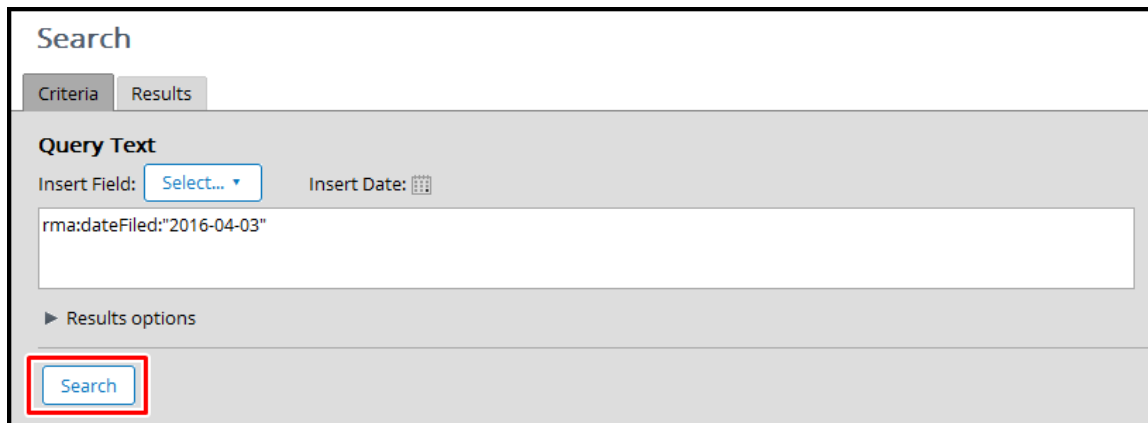 Search
Criteria Results
Query Text
Insert Field: Select... Insert Date:
rma:dateFiled:"2016-04-03"
Results options
Search